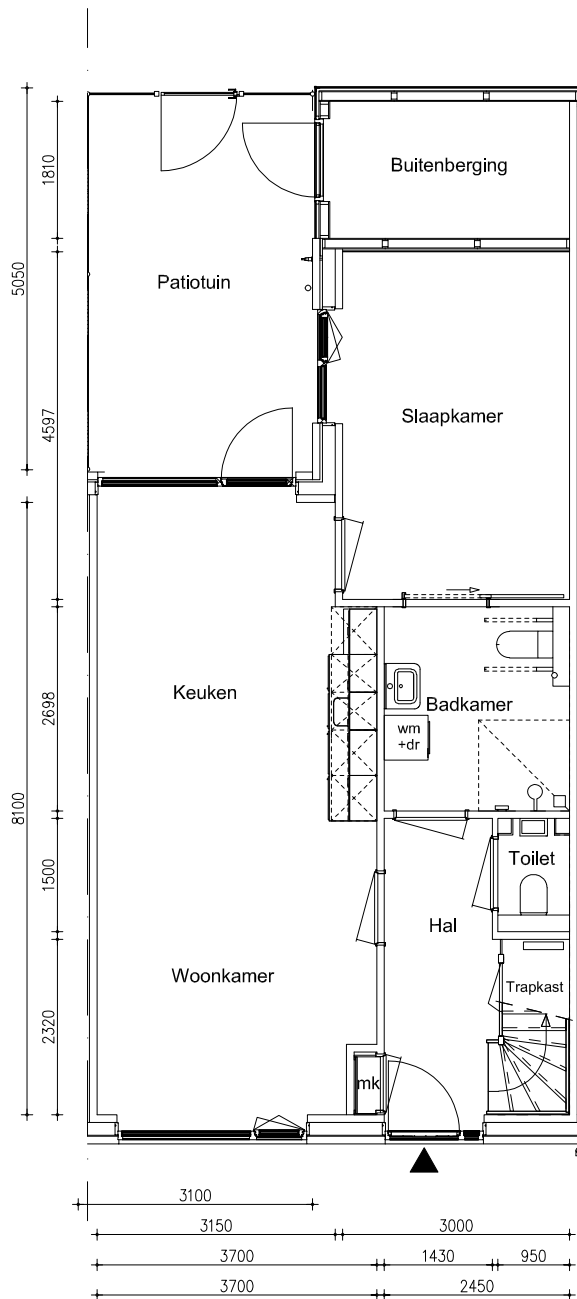 Buitenberging
1810
Patiotuin
5050
Slaapkamer
4597
Keuken
2698
Badkamer
wm
+dr
8100
1500
Toilet
Hal
Woonkamer
Trapkast
2320
mk
3100
3150 3000
3700 1430 950
3700 2450